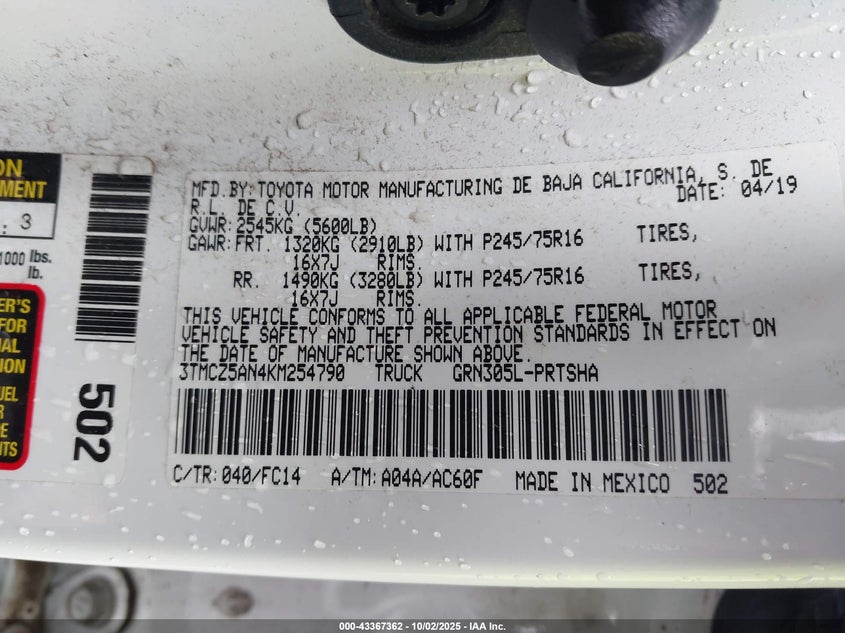 MFD.BY:TOYOTA MOTOR MANUFACTURING DE BAJA CALIFORNIA, S. DE
R.L. DE C.V. DATE: 04/19
GVWR:2545KG (5600LB)
GAWR:FRT. 1320KG (2910LB) WITH P245/75R16 TIRES,
16X7J RIMS.
RR. 1490KG (3280LB) WITH P245/75R16 TIRES,
16X7J RIMS.
THIS VEHICLE CONFORMS TO ALL APPLICABLE FEDERAL MOTOR
VEHICLE SAFETY AND THEFT PREVENTION STANDARDS IN EFFECT ON
THE DATE OF MANUFACTURE SHOWN ABOVE.
3TMCZ5AN4KM254790 TRUCK GRN305L-PRTSHA
C/TR:040/FC14 A/TM:A04A/AC60F MADE IN MEXICO 502
ON
MENT
: 3
1000 lbs.
lb.
ER'S
FOR
AL
ION
UEL
R
RE
UTS
502
000-43367362 - 10/02/2025 - IAA Inc.